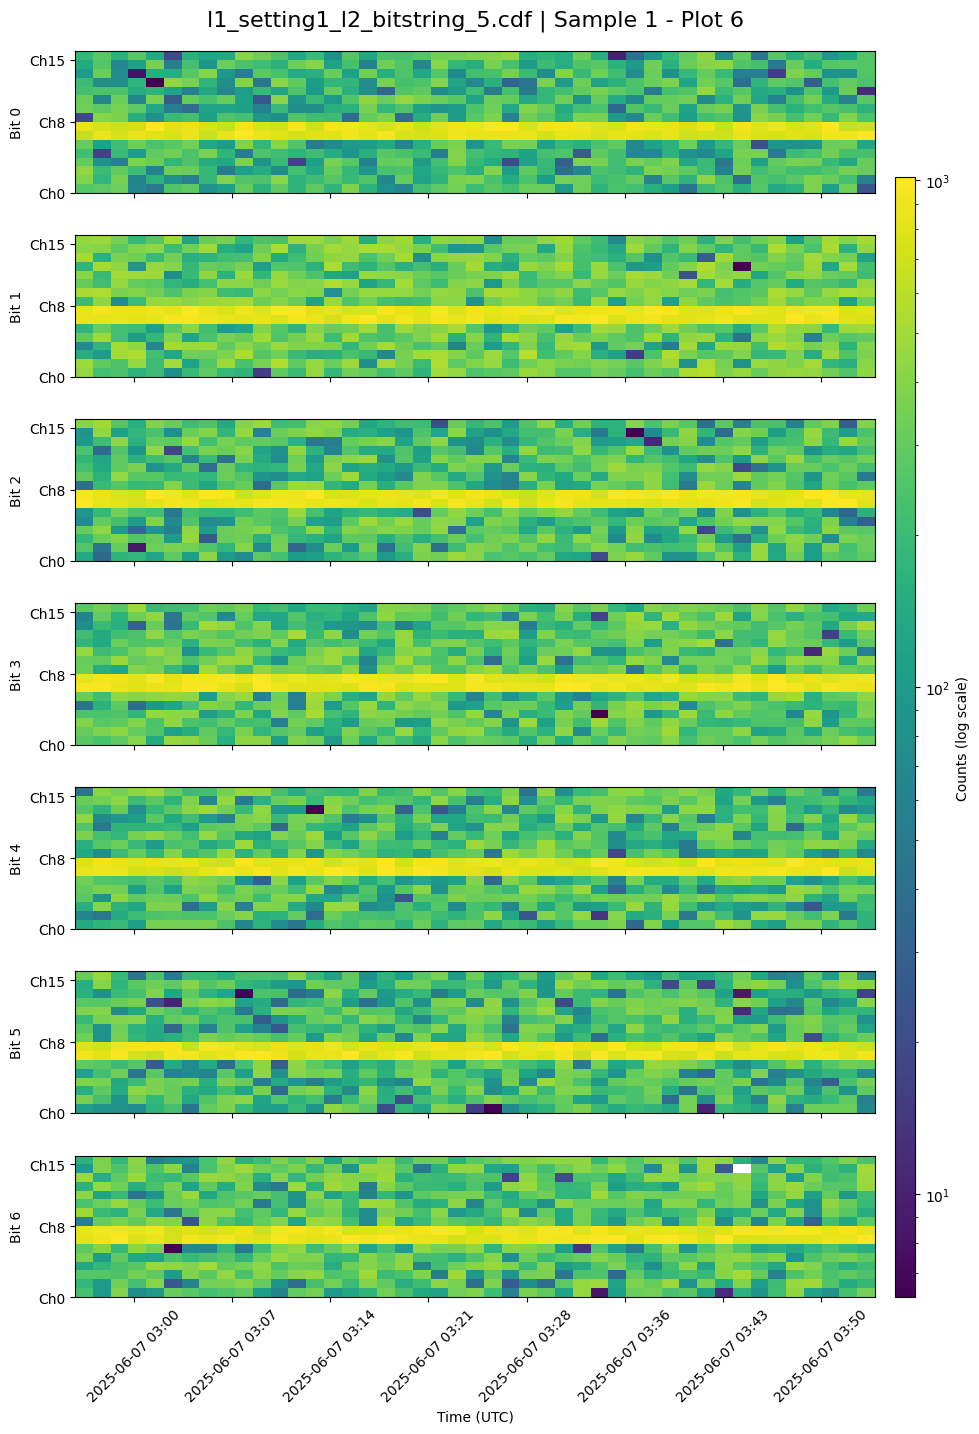 l1_setting1_l2_bitstring_5.cdf | Sample 1 - Plot 6
Bit 0
Ch15
Ch8
Ch0
Bit 1
Ch15
Ch8
Ch0
Bit 2
Ch15
Ch8
Ch0
Bit 3
Ch15
Ch8
Ch0
Bit 4
Ch15
Ch8
Ch0
Bit 5
Ch15
Ch8
Ch0
Bit 6
Ch15
Ch8
Ch0
2025-06-07 03:00
2025-06-07 03:07
2025-06-07 03:14
2025-06-07 03:21
2025-06-07 03:28
2025-06-07 03:36
2025-06-07 03:43
2025-06-07 03:50
Time (UTC)
10³
10²
10¹
Counts (log scale)